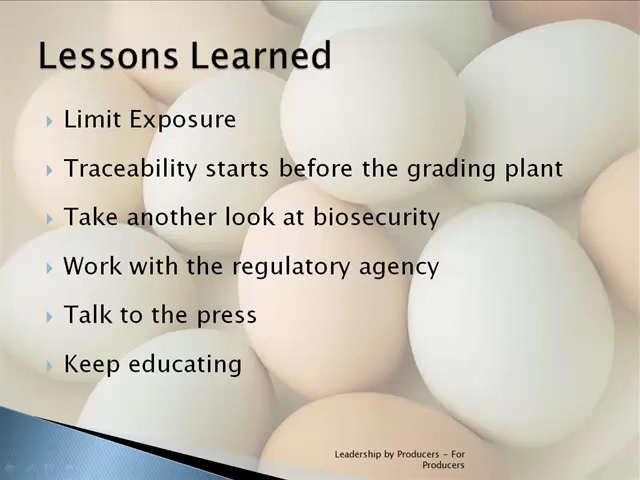 Lessons Learned
Limit Exposure
Traceability starts before the grading plant
Take another look at biosecurity
Work with the regulatory agency
Talk to the press
Keep educating
Leadership by Producers - For
Producers